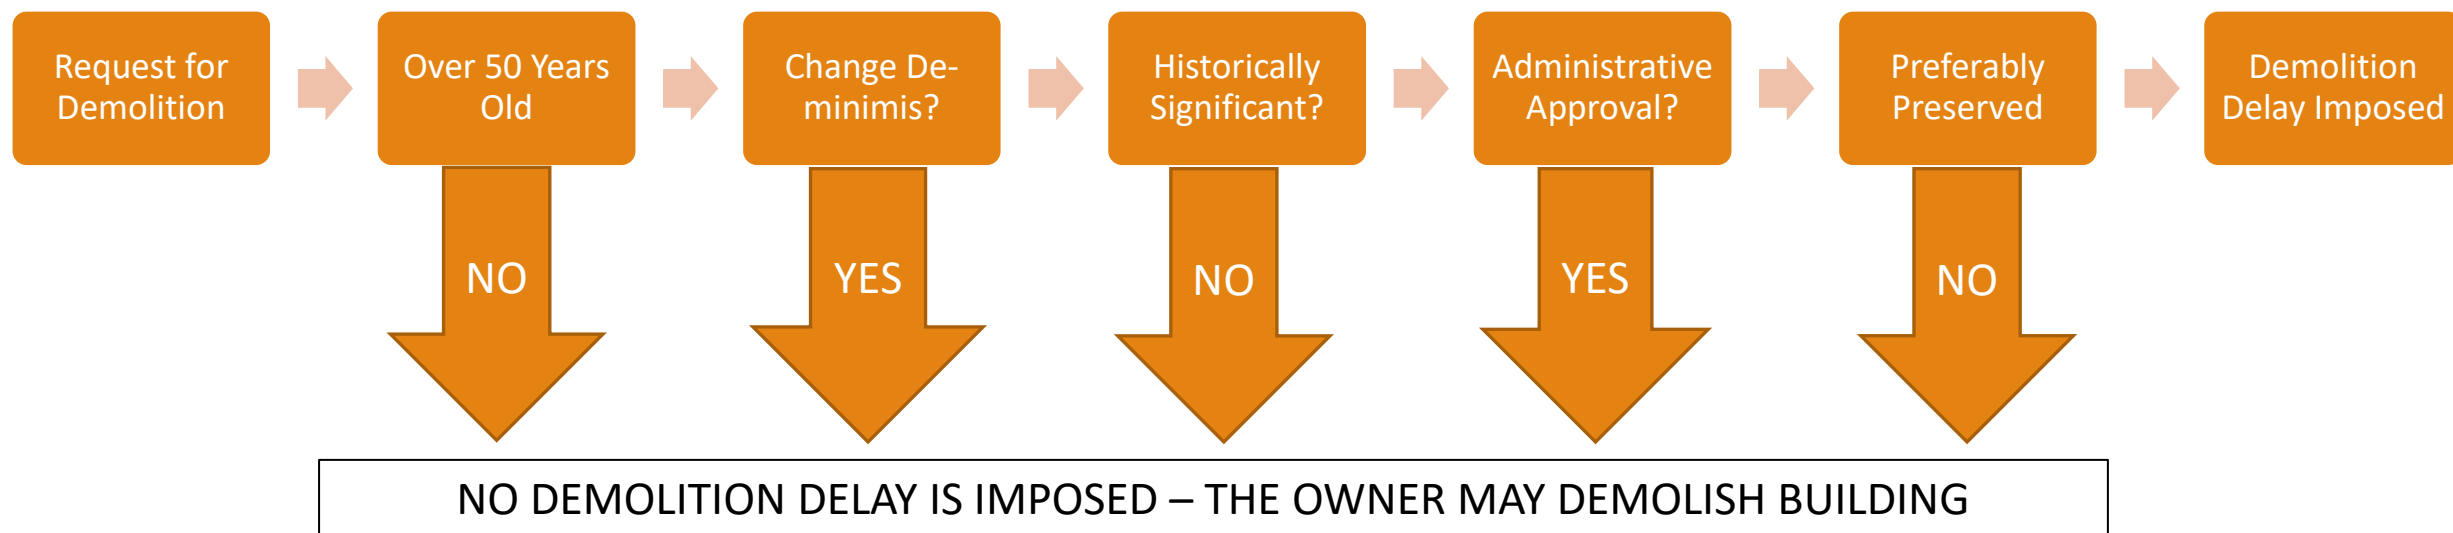 Request for
Demolition
Over 50 Years
Old
Change De-
minimis?
Historically
Significant?
Administrative
Approval?
Preferably
Preserved
Demolition
Delay Imposed
NO
YES
NO
YES
NO
NO DEMOLITION DELAY IS IMPOSED – THE OWNER MAY DEMOLISH BUILDING